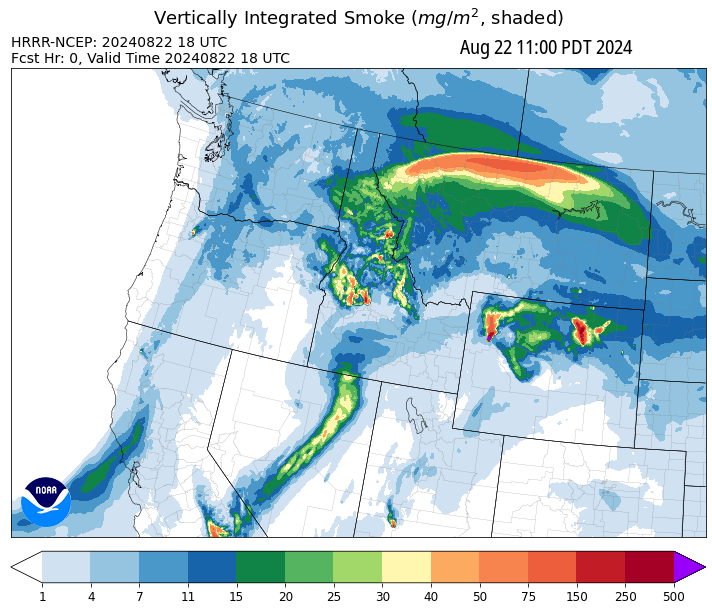 Vertically Integrated Smoke (mg/m², shaded)
HRRR-NCEP: 20240822 18 UTC
Fcst Hr: 0, Valid Time 20240822 18 UTC
Aug 22 11:00 PDT 2024
NOAA
1 4 7 11 15 20 25 30 40 50 75 150 250 500